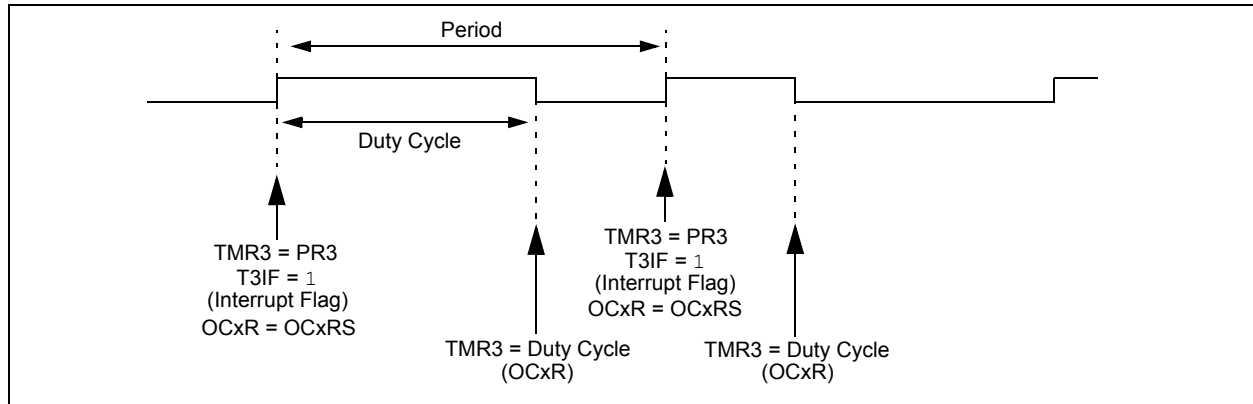 Period
Duty Cycle
TMR3 = PR3
T3IF = 1
(Interrupt Flag)
OCxR = OCxRS
TMR3 = Duty Cycle
(OCxR)
TMR3 = PR3
T3IF = 1
(Interrupt Flag)
OCxR = OCxRS
TMR3 = Duty Cycle
(OCxR)